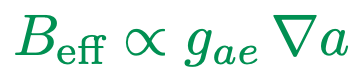 B_eff ∝ g_ae ∇a